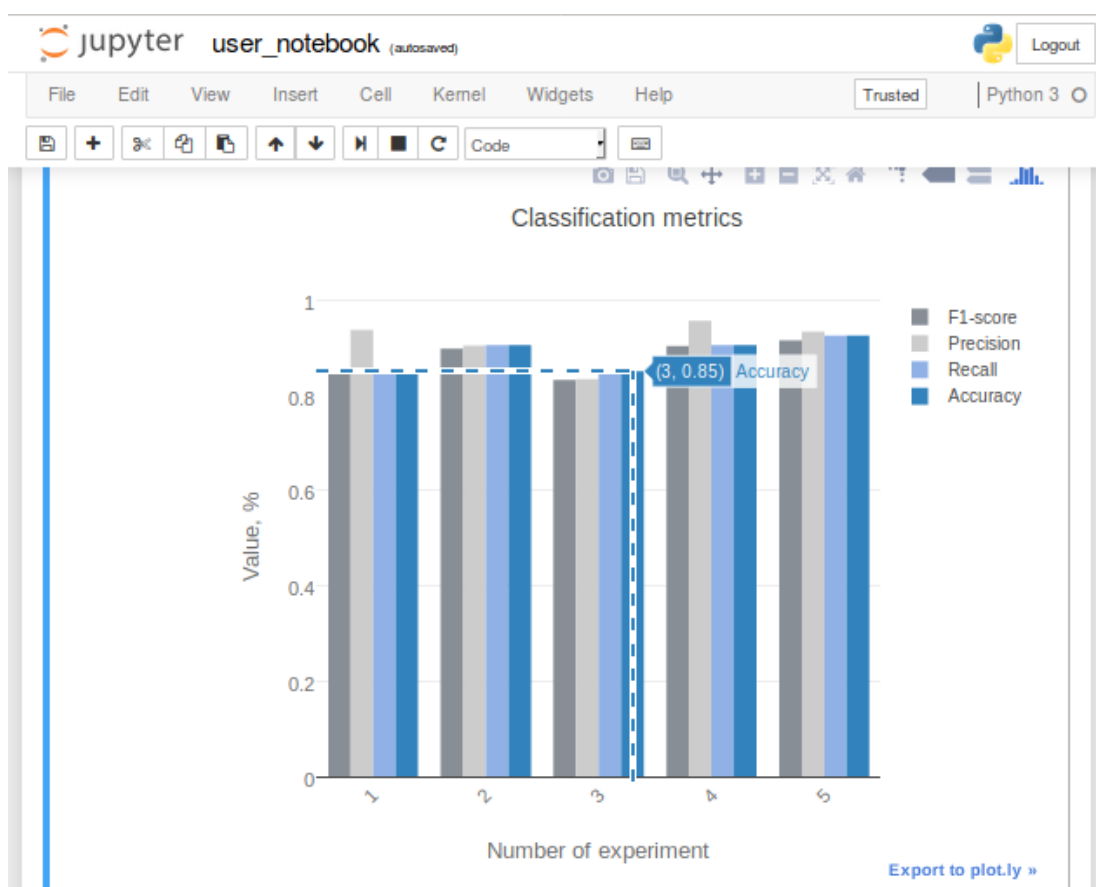 jupyter user_notebook (autosaved) Logout
File Edit View Insert Cell Kernel Widgets Help Trusted Python 3
Code
Classification metrics
1
0.8
0.6
0.4
0.2
0
Value, %
(3, 0.85) Accuracy
F1-score
Precision
Recall
Accuracy
1 2 3 4 5
Number of experiment
Export to plot.ly »